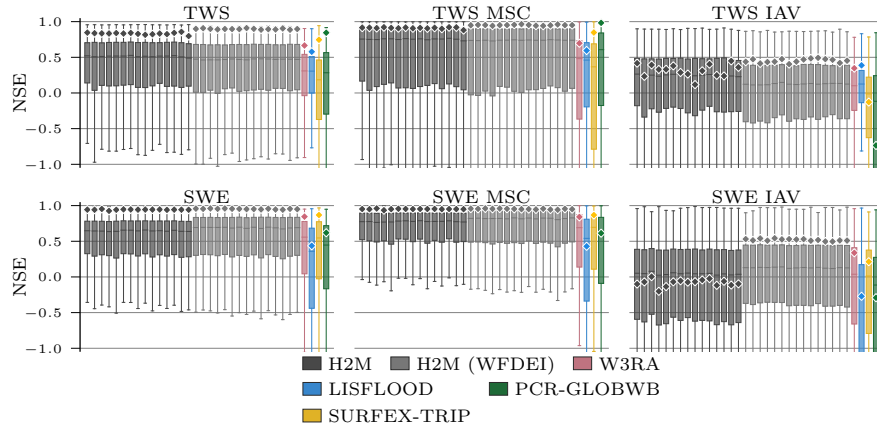 TWS
TWS MSC
TWS IAV
NSE
1.0
0.5
0.0
−0.5
−1.0
SWE
SWE MSC
SWE IAV
NSE
1.0
0.5
0.0
−0.5
−1.0
H2M
H2M (WFDEI)
W3RA
LISFLOOD
PCR-GLOBWB
SURFEX-TRIP